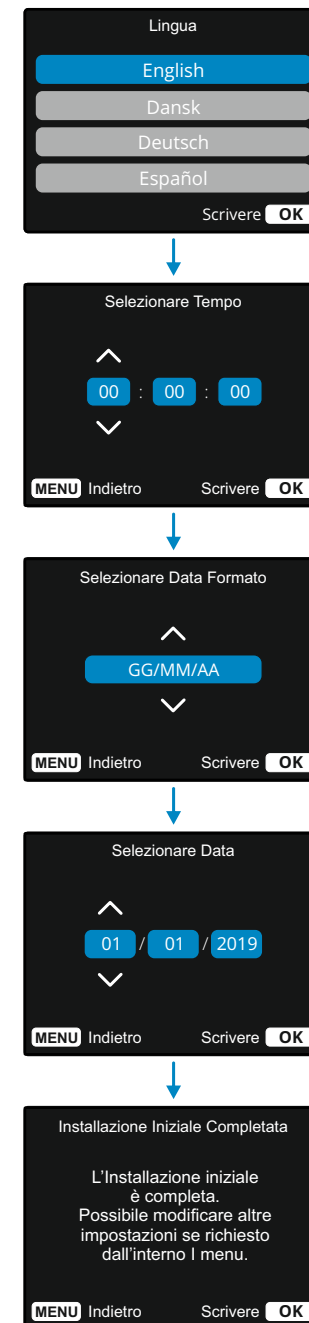 Lingua
English
Dansk
Deutsch
Español
Scrivere OK
Selezionare Tempo
00 : 00 : 00
MENU Indietro Scrivere OK
Selezionare Data Formato
GG/MM/AA
MENU Indietro Scrivere OK
Selezionare Data
01 / 01 / 2019
MENU Indietro Scrivere OK
Installazione Iniziale Completata
L'Installazione iniziale
è completa.
Possibile modificare altre
impostazioni se richiesto
dall'interno I menu.
MENU Indietro Scrivere OK